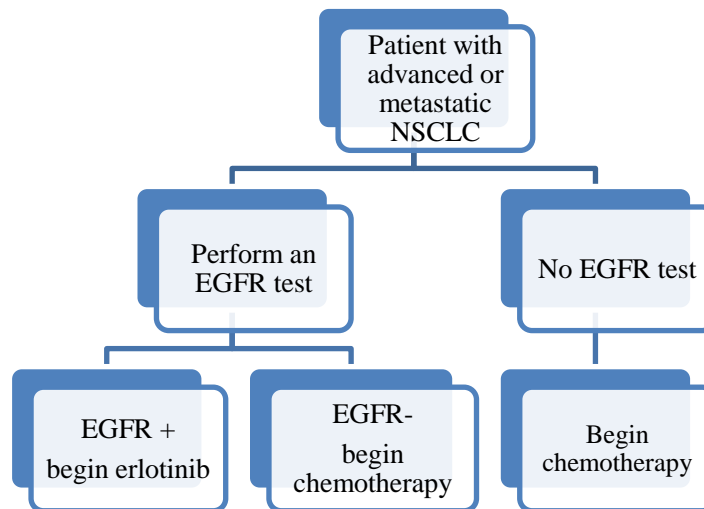 Patient with
advanced or
metastatic
NSCLC
Perform an
EGFR test
No EGFR test
EGFR +
begin erlotinib
EGFR-
begin
chemotherapy
Begin
chemotherapy